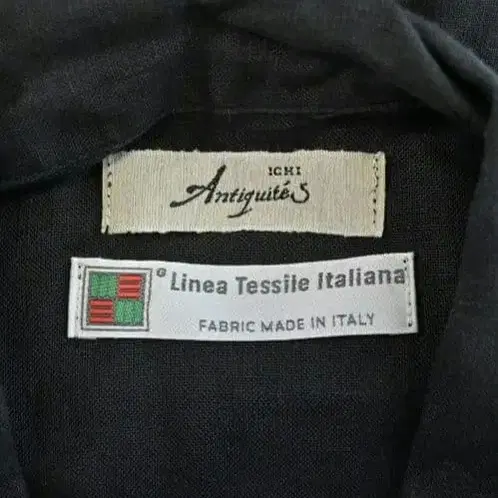 ICHI
AntiquitéS
® Linea Tessile Italiana
FABRIC MADE IN ITALY